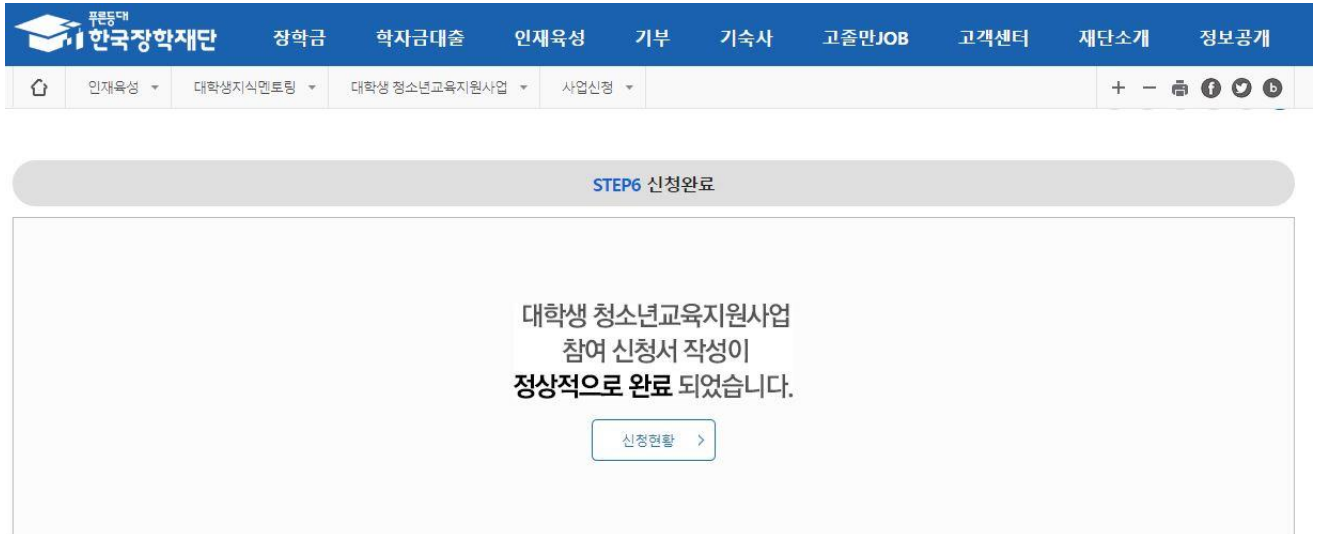 푸른등대
한국장학재단 장학금 학자금대출 인재육성 기부 기숙사 고졸만JOB 고객센터 재단소개 정보공개
인재육성 대학생지식멘토링 대학생 청소년교육지원사업 사업신청
STEP6 신청완료
대학생 청소년교육지원사업
참여 신청서 작성이
정상적으로 완료 되었습니다.
신청현황